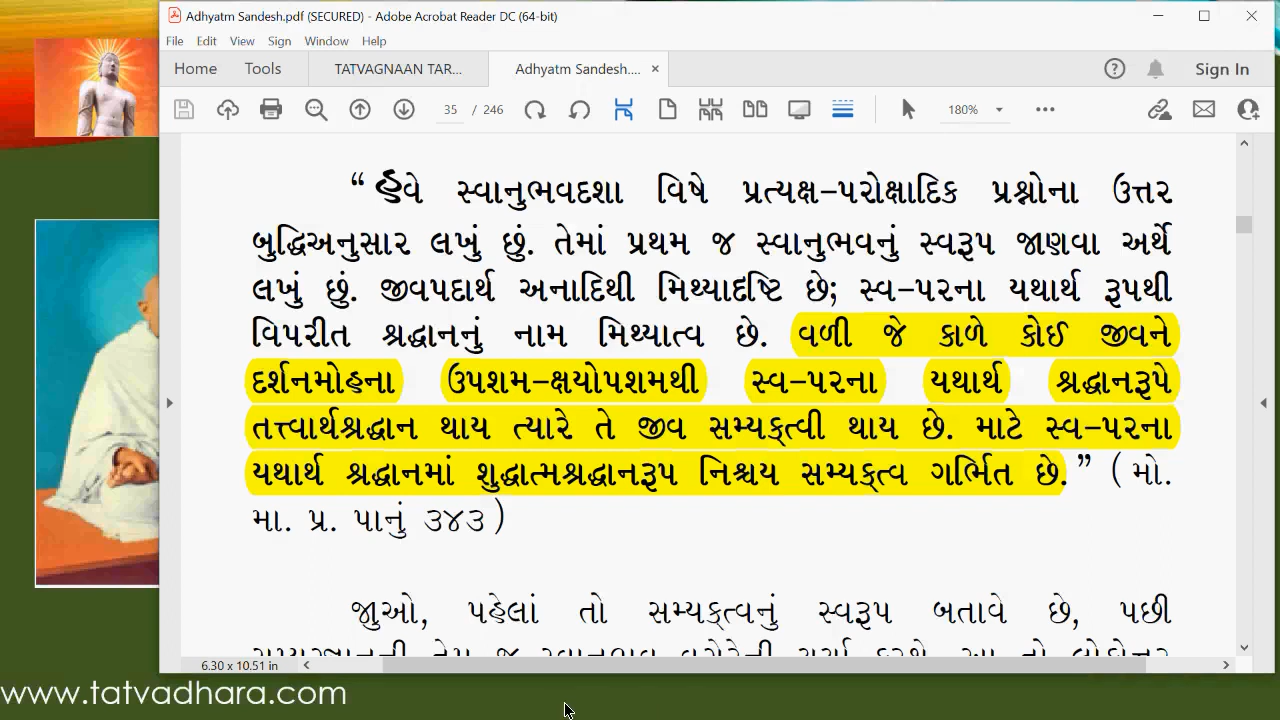 Adhyatm Sandesh.pdf (SECURED) - Adobe Acrobat Reader DC (64-bit)
File Edit View Sign Window Help
Home Tools TATVAGNAAN TAR... Adhyatm Sandesh.... × Sign In
35 / 246 180%
“ હવે સ્વાનુભવદશા વિષે પ્રત્યક્ષ–પરોક્ષાદિક પ્રશ્નોના ઉત્તર
બુદ્ધિઅનુસાર લખું છું. તેમાં પ્રથમ જ સ્વાનુભવનું સ્વરૂપ જાણવા અર્થે
લખું છું. જીવપદાર્થ અનાદિથી મિથ્યાદષ્ટિ છે; સ્વ–પરના યથાર્થ રૂપથી
વિપરીત શ્રદ્ધાનનું નામ મિથ્યાત્વ છે. વળી જે કાળે કોઈ જીવને
દર્શનમોહના ઉપશમ–ક્ષયોપશમથી સ્વ–પરના યથાર્થ શ્રદ્ધાનરૂપ
તત્ત્વાર્થશ્રદ્ધાન થાય ત્યારે તે જીવ સમ્યક્ત્વી થાય છે. માટે સ્વ–પરના
યથાર્થ શ્રદ્ધાનમાં શુદ્ધાત્મશ્રદ્ધાનરૂપ નિશ્ચય સમ્યક્ત્વ ગર્ભિત છે.” ( મો.
મા. પ્ર. પાનું ૩૪૩ )
જુઓ, પહેલાં તો સમ્યક્ત્વનું સ્વરૂપ બતાવે છે, પછી
6.30 x 10.51 in
www.tatvadhara.com